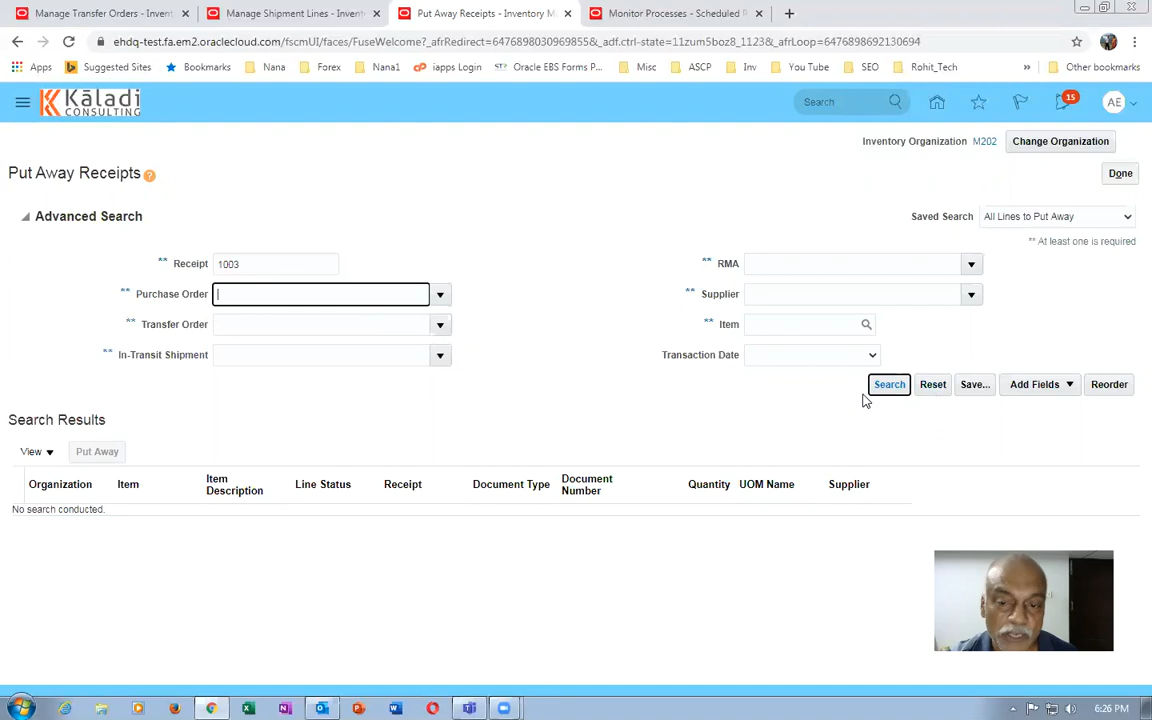 Manage Transfer Orders - Invent × Manage Shipment Lines - Invent × Put Away Receipts - Inventory M × Monitor Processes - Scheduled P × +
ehdq-test.fa.em2.oraclecloud.com/fscmUI/faces/FuseWelcome?_afrRedirect=6476898030969855&_adf.ctrl-state=11zum5boz8_1123&_afrLoop=6476898692130694
Apps Suggested Sites Bookmarks Nana Forex Nana1 iapps Login Oracle EBS Forms P... Misc ASCP Inv You Tube SEO Rohit_Tech » Other bookmarks
Kāladi
CONSULTING
Search
15
AE
Inventory Organization M202 Change Organization
Put Away Receipts ?
Done
Advanced Search
Saved Search All Lines to Put Away
** At least one is required
** Receipt 1003
** RMA
** Purchase Order
** Supplier
** Transfer Order
** Item
** In-Transit Shipment
Transaction Date
Search Reset Save... Add Fields Reorder
Search Results
View Put Away
Organization Item Item Description Line Status Receipt Document Type Document Number Quantity UOM Name Supplier
No search conducted.
6:26 PM